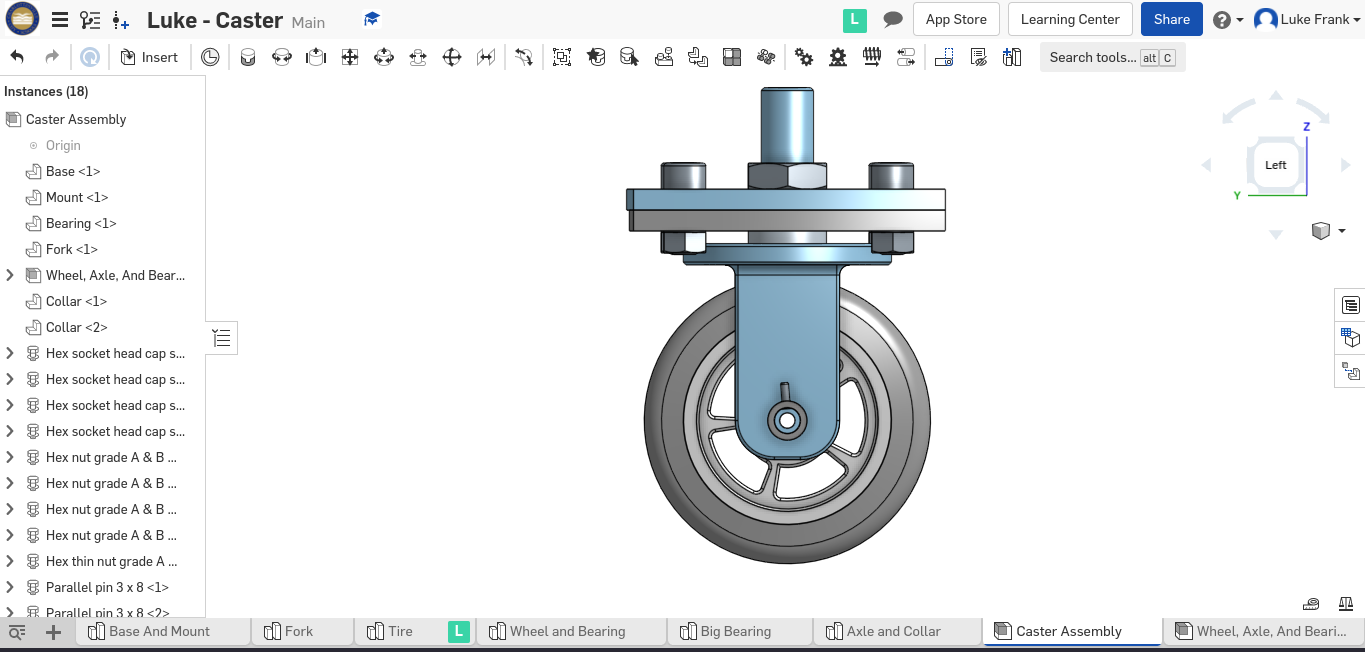 Luke - Caster Main
L
App Store
Learning Center
Share
Luke Frank
Insert
Search tools... alt C
Instances (18)
Caster Assembly
Origin
Base <1>
Mount <1>
Bearing <1>
Fork <1>
Wheel, Axle, And Bear...
Collar <1>
Collar <2>
Hex socket head cap s...
Hex socket head cap s...
Hex socket head cap s...
Hex socket head cap s...
Hex nut grade A & B ...
Hex nut grade A & B ...
Hex nut grade A & B ...
Hex nut grade A & B ...
Hex thin nut grade A ...
Parallel pin 3 x 8 <1>
Parallel pin 3 x 8 <2>
Z
Left
Y
Base And Mount
Fork
Tire
L
Wheel and Bearing
Big Bearing
Axle and Collar
Caster Assembly
Wheel, Axle, And Beari...